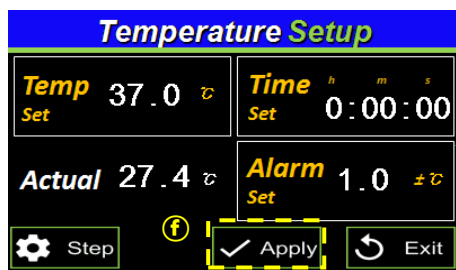 Temperature Setup
Temp Set 37.0 ℃
Time Set h m s 0:00:00
Actual 27.4 ℃
Alarm Set 1.0 ±℃
ⓕ
Step
Apply
Exit